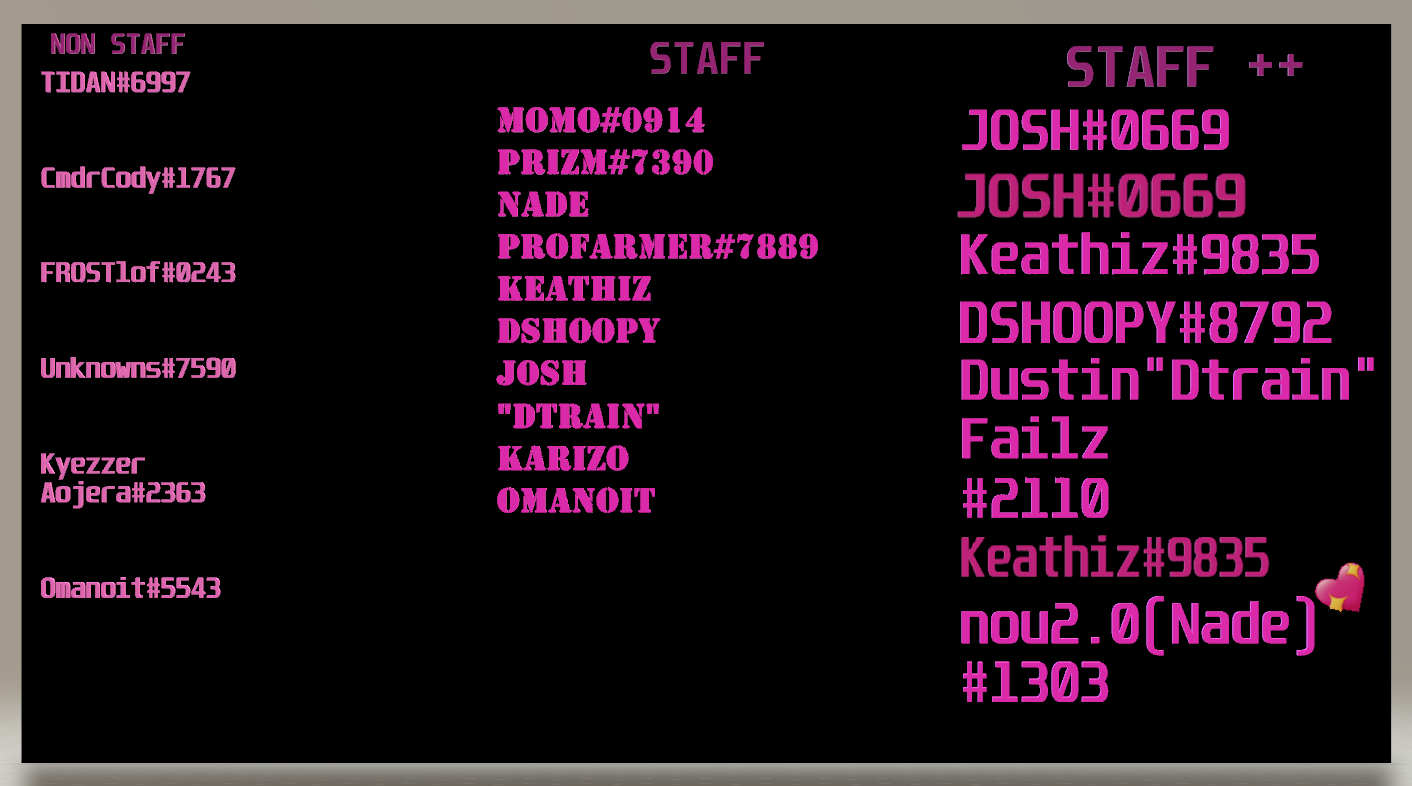 NON STAFF
TIDAN#6997
CmdrCody#1767
FROSTlof#0243
Unknowns#7590
Kyezzer
Aojera#2363
Omanoit#5543
STAFF
MOMO#0914
PRIZM#7390
NADE
PROFARMER#7889
KEATHIZ
DSHOOPY
JOSH
"DTRAIN"
KARIZO
OMANOIT
STAFF ++
JOSH#0669
JOSH#0669
Keathiz#9835
DSHOOPY#8792
Dustin"Dtrain"
Failz
#2110
Keathiz#9835
nou2.0(Nade)
#1303